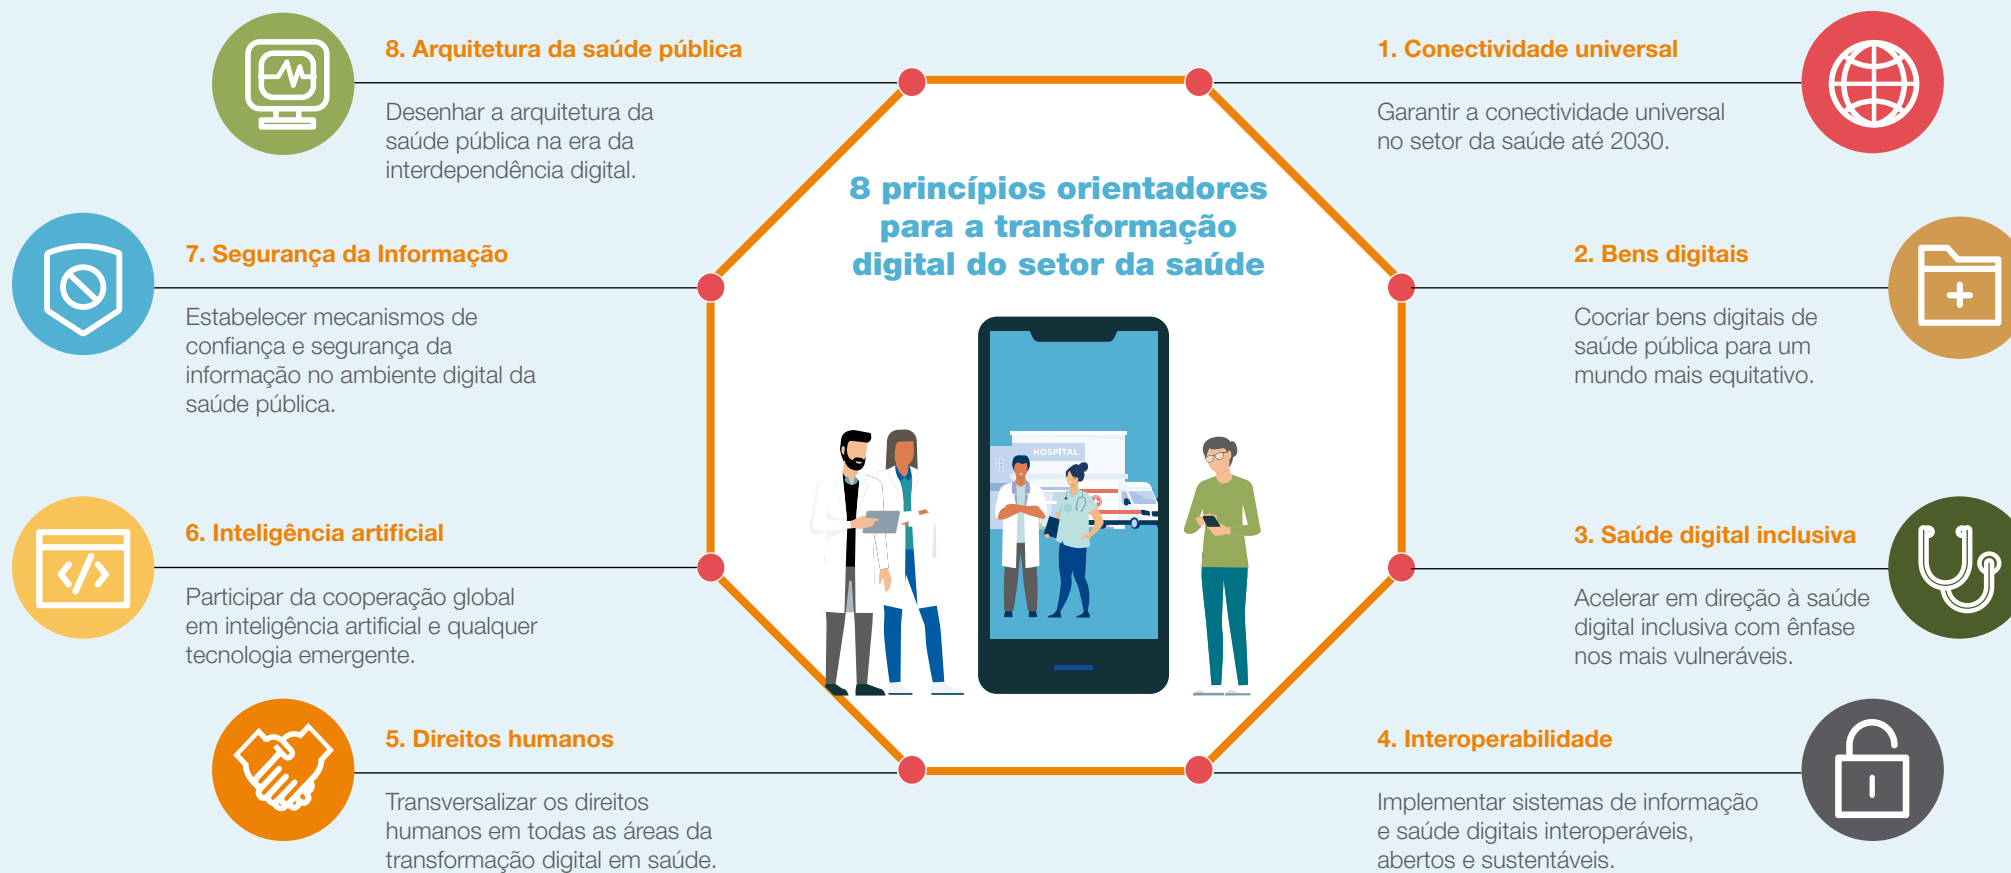 8 princípios orientadores
para a transformação
digital do setor da saúde
HOSPITAL
1. Conectividade universal
Garantir a conectividade universal
no setor da saúde até 2030.
2. Bens digitais
Cocriar bens digitais de
saúde pública para um
mundo mais equitativo.
3. Saúde digital inclusiva
Acelerar em direção à saúde
digital inclusiva com ênfase
nos mais vulneráveis.
4. Interoperabilidade
Implementar sistemas de informação
e saúde digitais interoperáveis,
abertos e sustentáveis.
5. Direitos humanos
Transversalizar os direitos
humanos em todas as áreas da
transformação digital em saúde.
6. Inteligência artificial
Participar da cooperação global
em inteligência artificial e qualquer
tecnologia emergente.
7. Segurança da Informação
Estabelecer mecanismos de
confiança e segurança da
informação no ambiente digital da
saúde pública.
8. Arquitetura da saúde pública
Desenhar a arquitetura da
saúde pública na era da
interdependência digital.